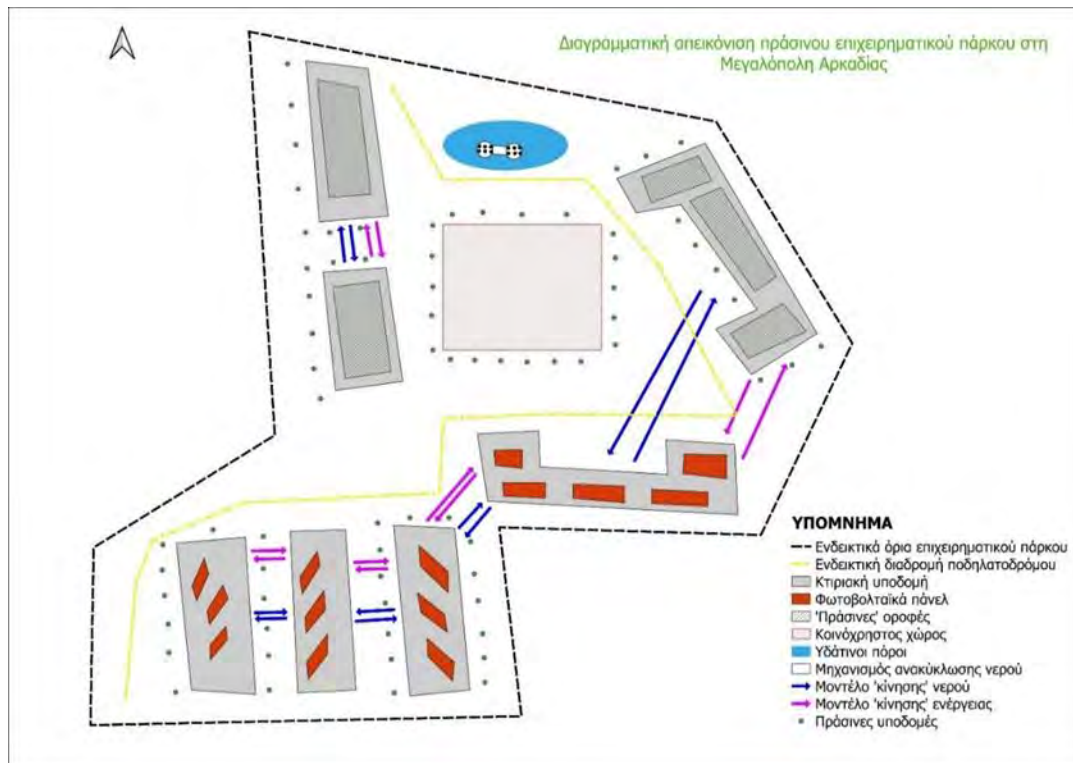 Διαγραμματική απεικόνιση πράσινου επιχειρηματικού πάρκου στη
Μεγαλόπολη Αρκαδίας
ΥΠΟΜΝΗΜΑ
Ενδεικτικά όρια επιχειρηματικού πάρκου
Ενδεικτική διαδρομή ποδηλατοδρόμου
Κτιριακή υποδομή
Φωτοβολταϊκά πάνελ
'Πράσινες' οροφές
Κοινόχρηστος χώρος
Υδάτινοι πόροι
Μηχανισμός ανακύκλωσης νερού
Μοντέλο 'κίνησης' νερού
Μοντέλο 'κίνησης' ενέργειας
Πράσινες υποδομές